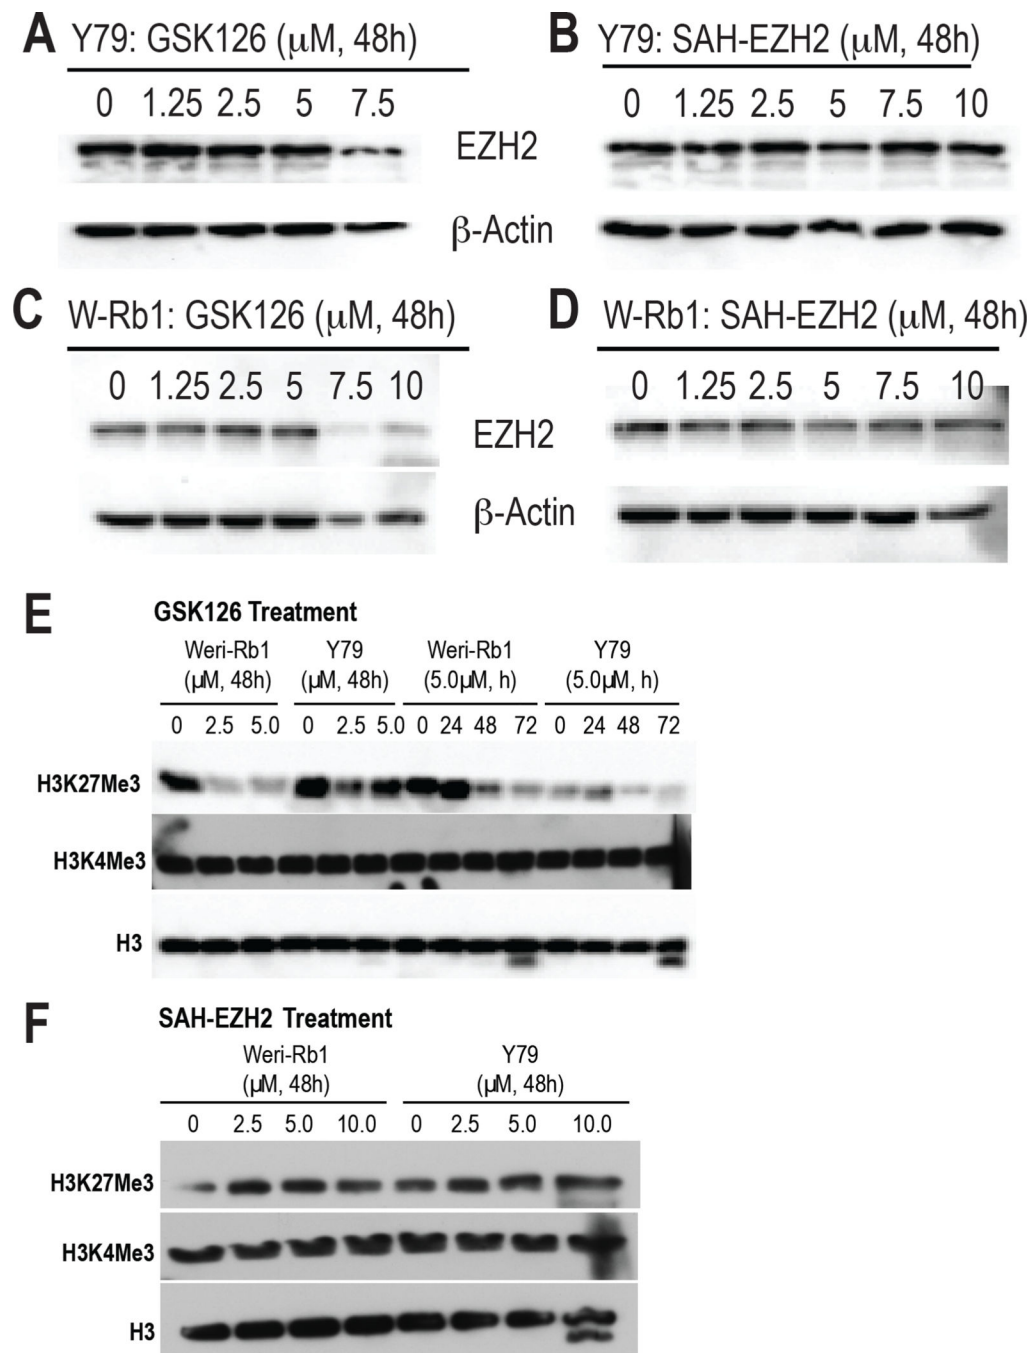 A Y79: GSK126 (µM, 48h)
0 1.25 2.5 5 7.5
EZH2
β-Actin
B Y79: SAH-EZH2 (µM, 48h)
0 1.25 2.5 5 7.5 10
C W-Rb1: GSK126 (µM, 48h)
0 1.25 2.5 5 7.5 10
EZH2
β-Actin
D W-Rb1: SAH-EZH2 (µM, 48h)
0 1.25 2.5 5 7.5 10
E GSK126 Treatment
Weri-Rb1 Y79 Weri-Rb1 Y79
(µM, 48h) (µM, 48h) (5.0µM, h) (5.0µM, h)
0 2.5 5.0 0 2.5 5.0 0 24 48 72 0 24 48 72
H3K27Me3
H3K4Me3
H3
F SAH-EZH2 Treatment
Weri-Rb1 Y79
(µM, 48h) (µM, 48h)
0 2.5 5.0 10.0 0 2.5 5.0 10.0
H3K27Me3
H3K4Me3
H3